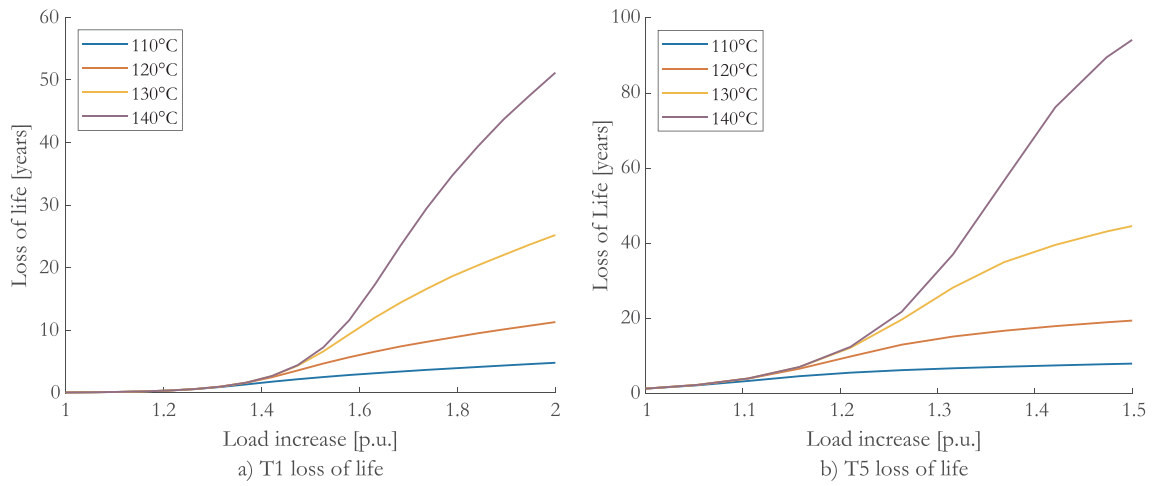 60
50
40
30
20
10
0
Loss of life [years]
110°C
120°C
130°C
140°C
1
1.2
1.4
1.6
1.8
2
Load increase [p.u.]
a) T1 loss of life
100
80
60
40
20
0
Loss of Life [years]
110°C
120°C
130°C
140°C
1
1.1
1.2
1.3
1.4
1.5
Load increase [p.u.]
b) T5 loss of life